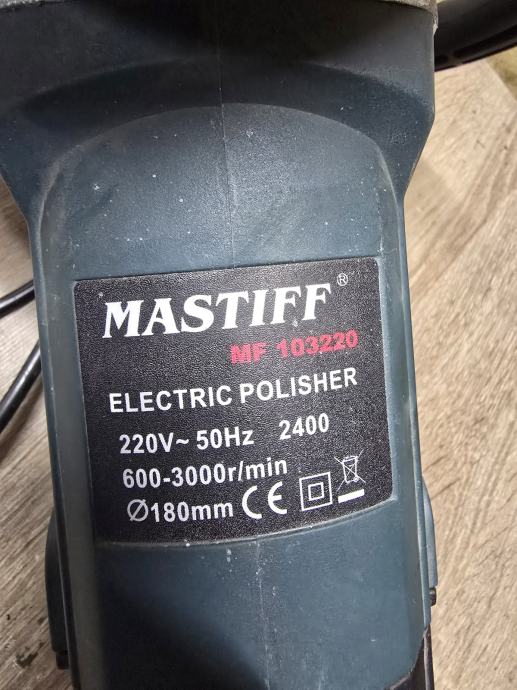 MASTIFF®
MF 103220
ELECTRIC POLISHER
220V~ 50Hz 2400
600-3000r/min
Ø180mm CE